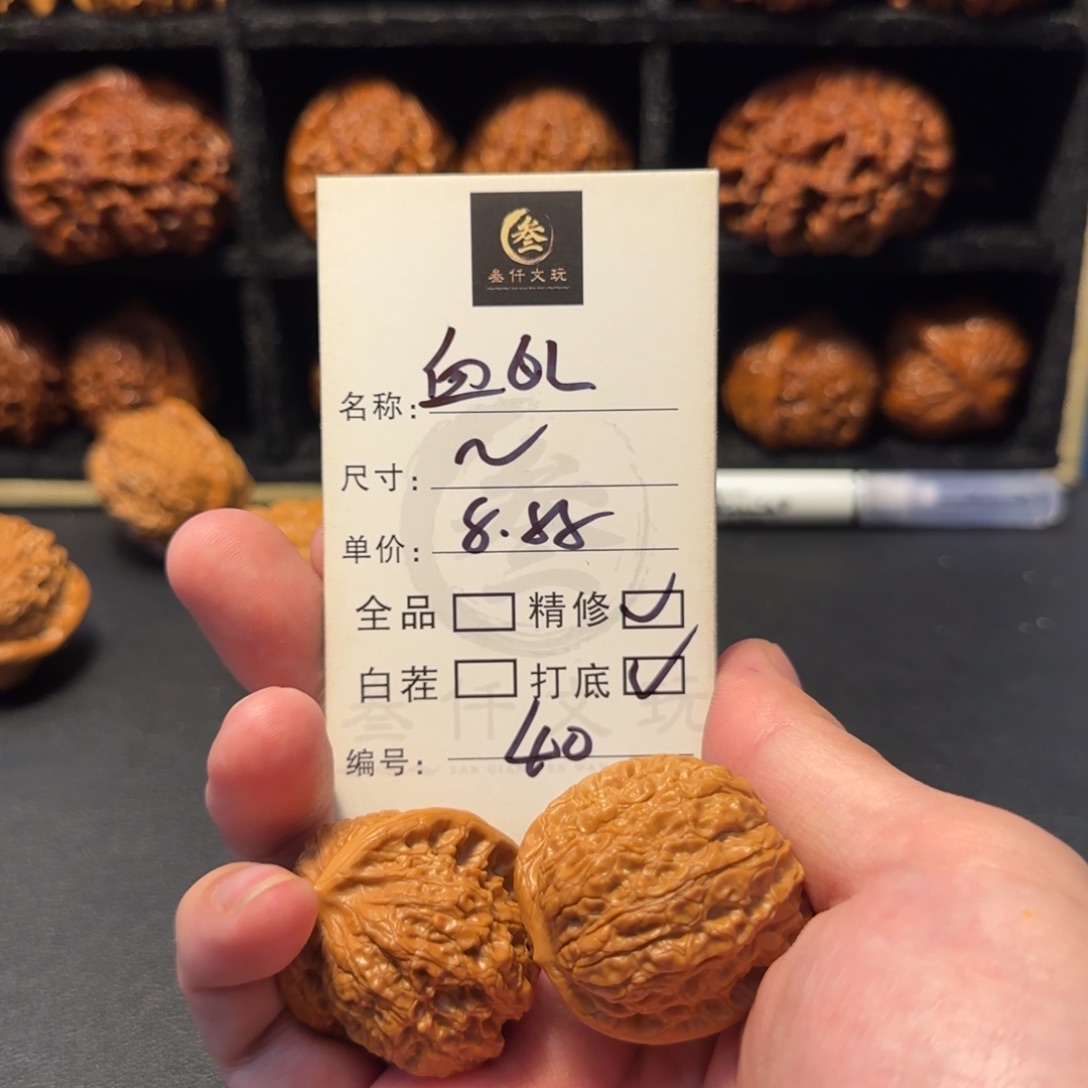 叁
叁仟文玩
名称: 血
尺寸: ~
单价: 8.88
全品 精修 ✓
白茬 打底 ✓
编号: 40